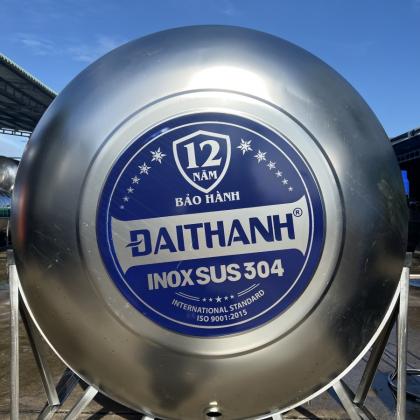 12
NĂM
BẢO HÀNH
ĐAITHANH®
INOX SUS 304
INTERNATIONAL STANDARD
ISO 9001:2015